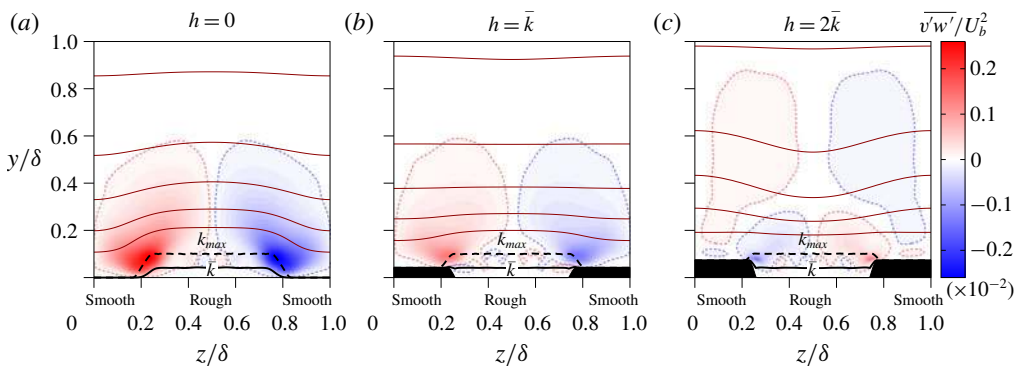 (a) h = 0 (b) h = k̄ (c) h = 2k̄ v′w′/U_b^2
1.0
0.8
0.6
y/δ
0.4
0.2
k_max k_max k_max
k̄ k̄ k̄
0.2
0.1
0
−0.1
−0.2
(×10⁻²)
Smooth Rough Smooth Smooth Rough Smooth Smooth Rough Smooth
0 0.2 0.4 0.6 0.8 1.0 0 0.2 0.4 0.6 0.8 1.0 0 0.2 0.4 0.6 0.8 1.0
z/δ z/δ z/δ